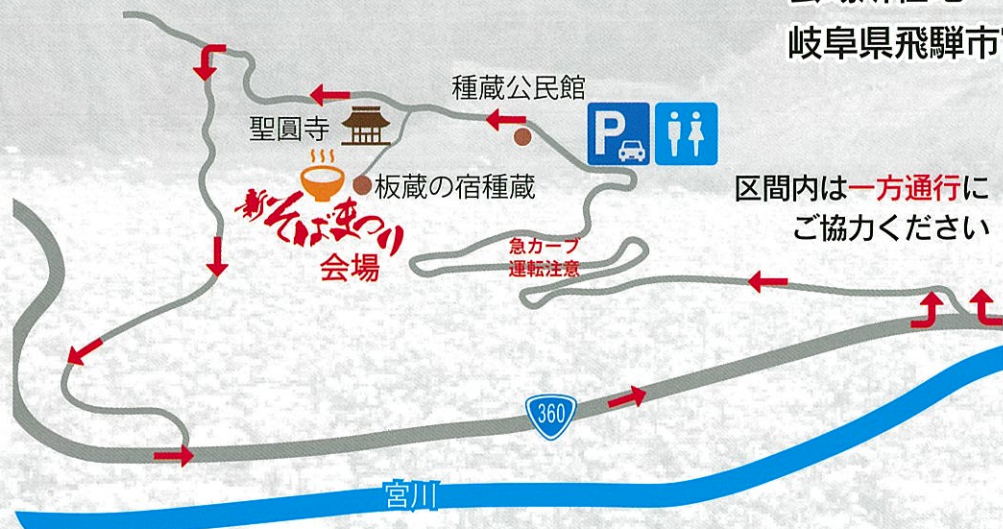 岐阜県飛騨市
種蔵公民館
P
聖圓寺
板蔵の宿種蔵
新そばまつり
会場
区間内は一方通行に
ご協力ください
急カーブ
運転注意
360
宮川